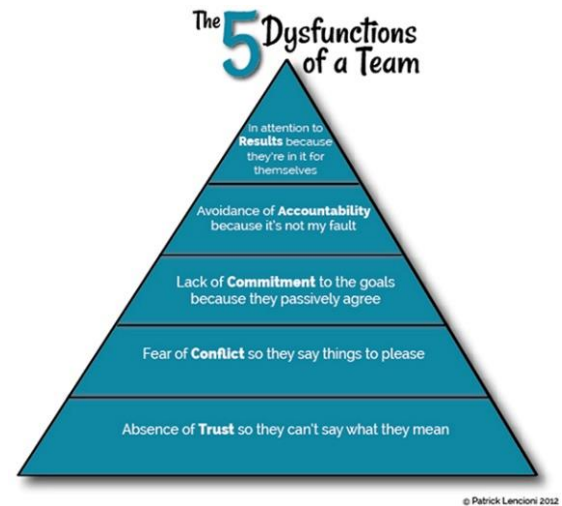 The 5 Dysfunctions
of a Team
In attention to
Results because
they're in it for
themselves
Avoidance of Accountability
because it's not my fault
Lack of Commitment to the goals
because they passively agree
Fear of Conflict so they say things to please
Absence of Trust so they can't say what they mean
© Patrick Lencioni 2012